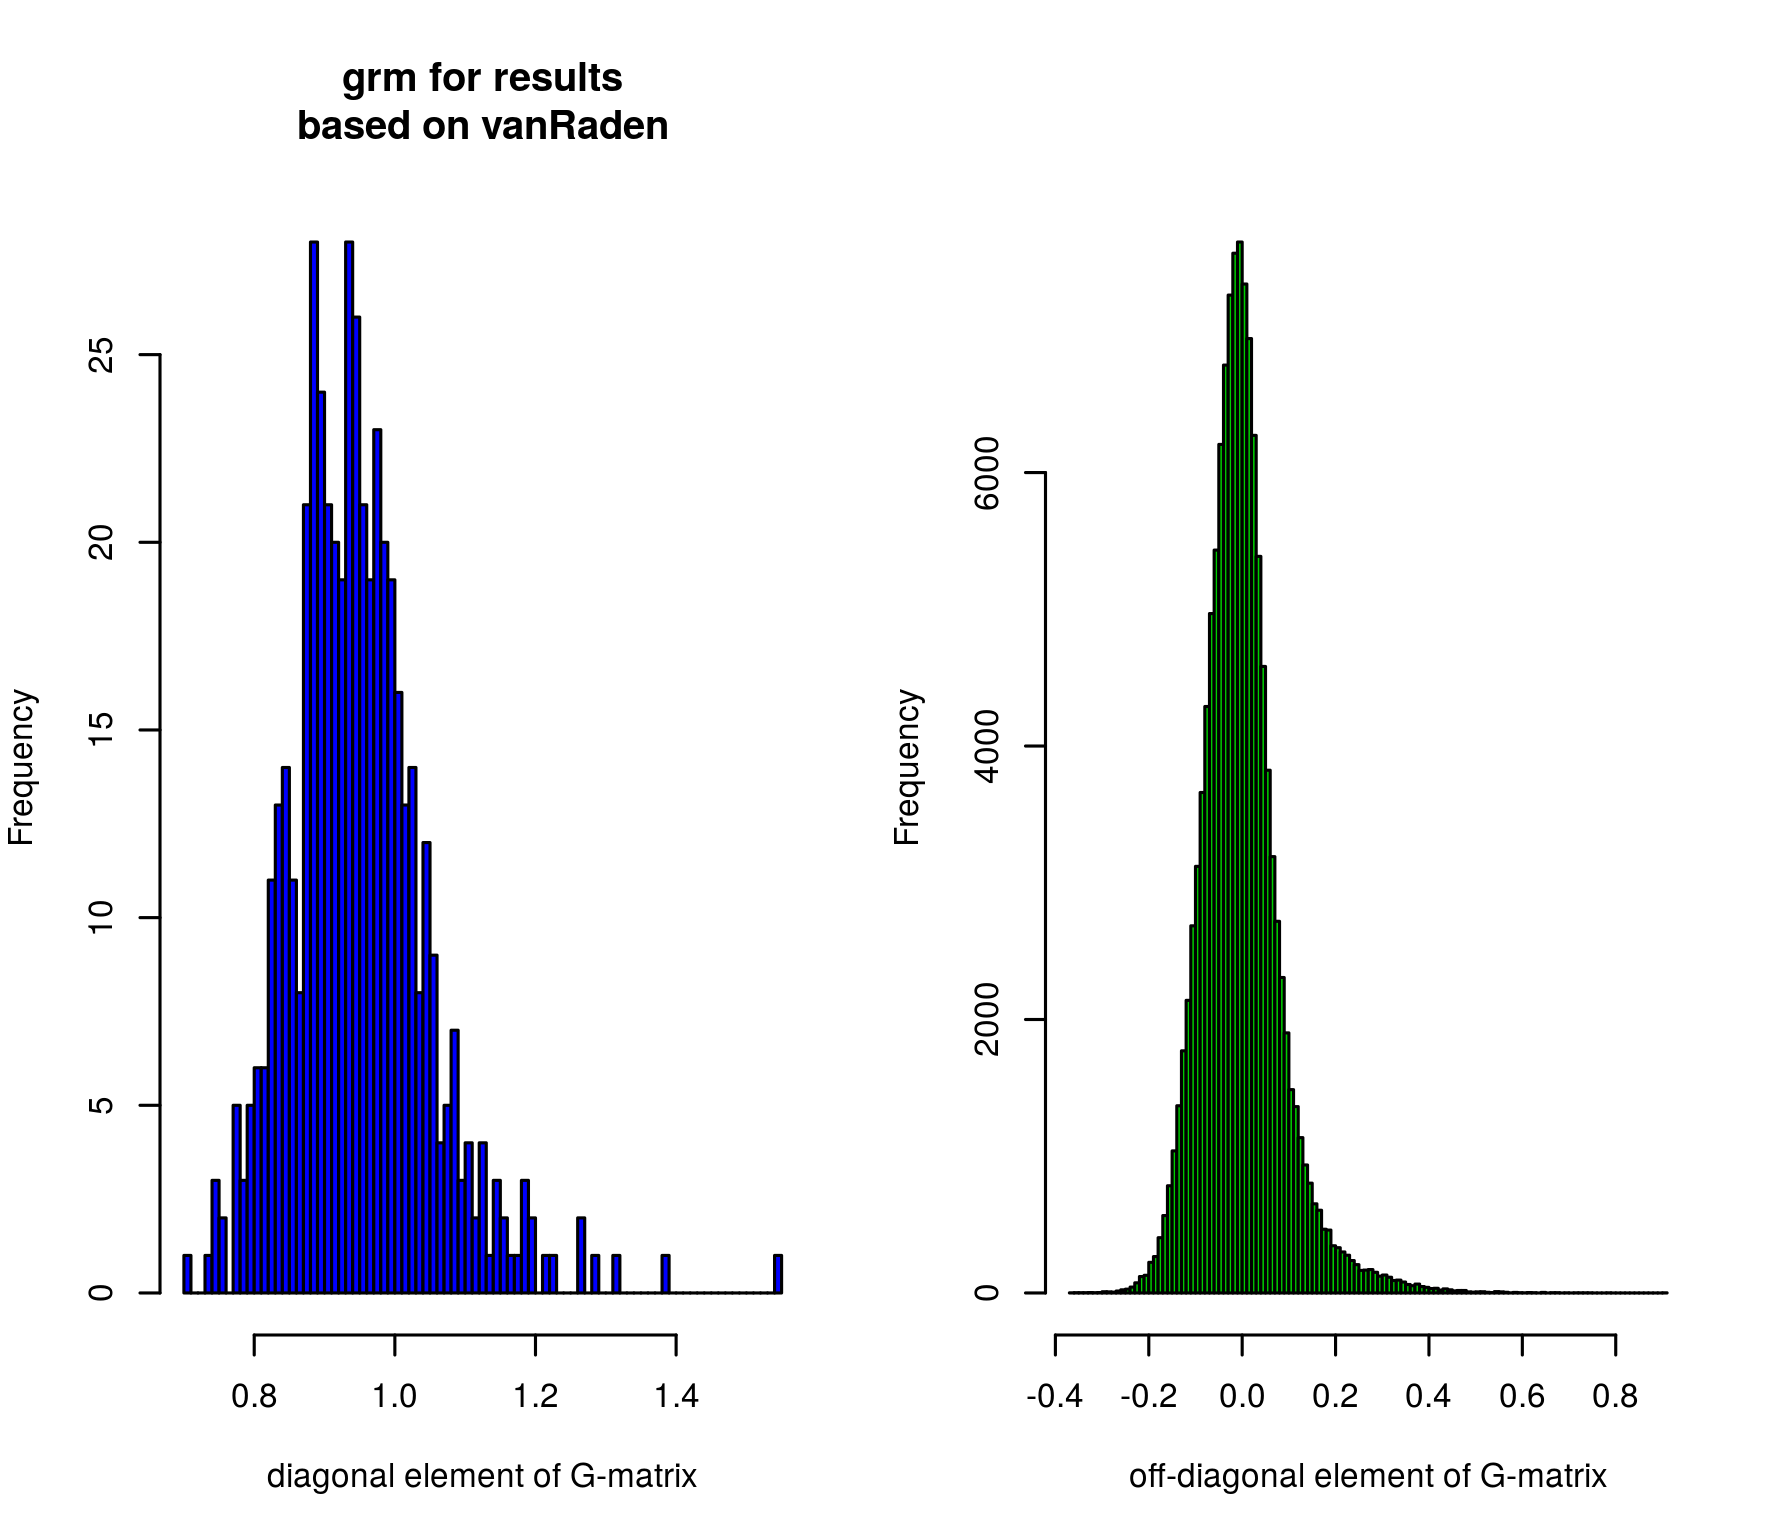 grm for results
based on vanRaden
Frequency
25
20
15
10
5
0
0.8 1.0 1.2 1.4
diagonal element of G-matrix
Frequency
6000
4000
2000
0
-0.4 -0.2 0.0 0.2 0.4 0.6 0.8
off-diagonal element of G-matrix